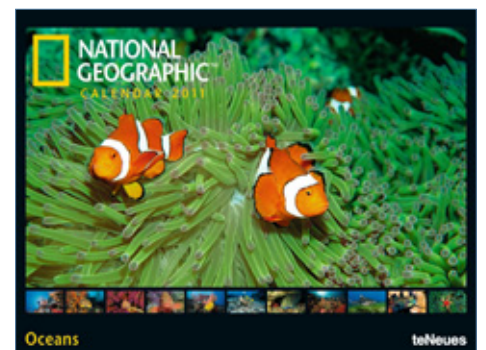 NATIONAL
GEOGRAPHIC™
CALENDAR 2011
Oceans
teNeues